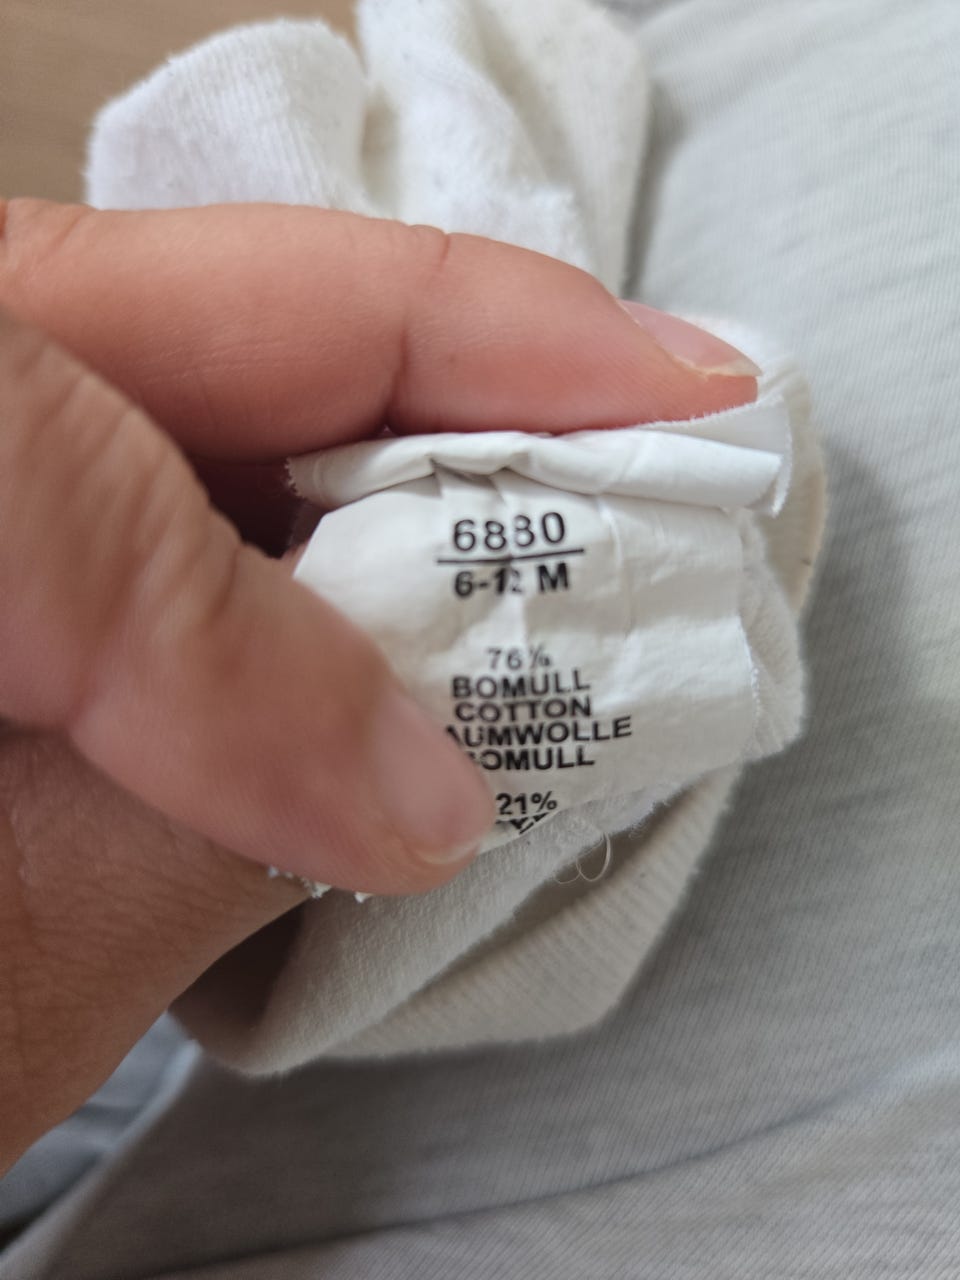 6880
6-12 M
76%
BOMULL
COTTON
AUMWOLLE
OMULL
21%